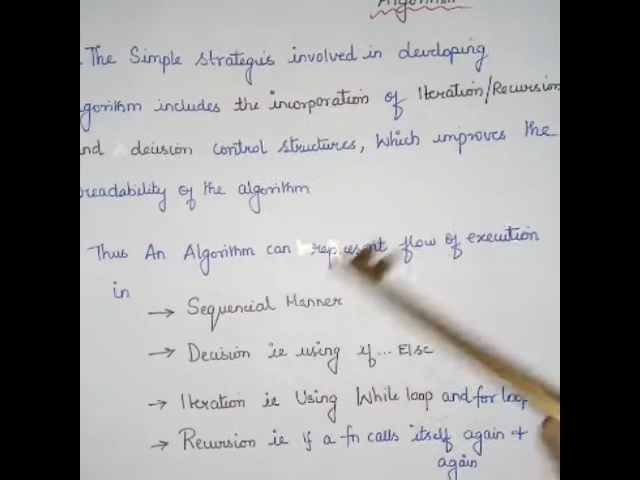 Algorithm
The Simple strategies involved in developing
gorithm includes the incorporation of Iteration/Recursion
nd decision control structures, Which improves the
readability of the algorithm
Thus An Algorithm can represent flow of execution
in
→ Sequencial Manner
→ Decision ie using if... Else
→ Iteration ie Using While loop and for loop
→ Recursion ie if a fn calls itself again +
again